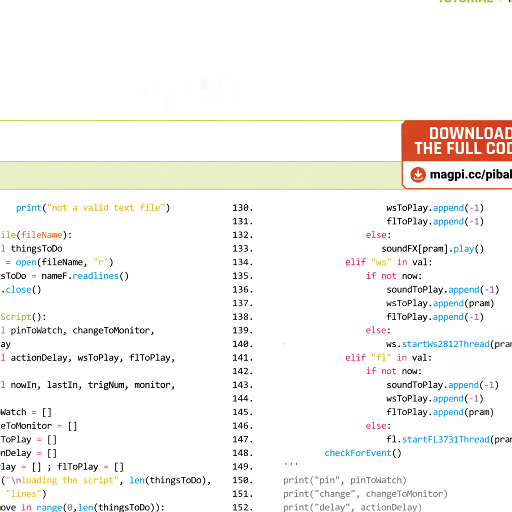 TUTORIAL
DOWNLOAD
THE FULL COD
magpi.cc/pibal
print("not a valid text file")
ile(fileName):
l thingsToDo
= open(fileName, "r")
sToDo = nameF.readlines()
.close()
Script():
l pinToWatch, changeToMonitor,
ay
l actionDelay, wsToPlay, flToPlay,
l nowIn, lastIn, trigNum, monitor,
Watch = []
geToMonitor = []
ToPlay = []
onDelay = []
lay = [] ; flToPlay = []
("\nloading the script", len(thingsToDo),
"lines")
ove in range(0,len(thingsToDo)):
130. wsToPlay.append(-1)
131. flToPlay.append(-1)
132. else:
133. soundFX[pram].play()
134. elif "ws" in val:
135. if not now:
136. soundToPlay.append(-1)
137. wsToPlay.append(pram)
138. flToPlay.append(-1)
139. else:
140. ws.startWs2812Thread(pram
141. elif "fl" in val:
142. if not now:
143. soundToPlay.append(-1)
144. wsToPlay.append(-1)
145. flToPlay.append(pram)
146. else:
147. fl.startFL3731Thread(pram
148. checkForEvent()
149. '''
150. print("pin", pinToWatch)
151. print("change", changeToMonitor)
152. print("delay", actionDelay)